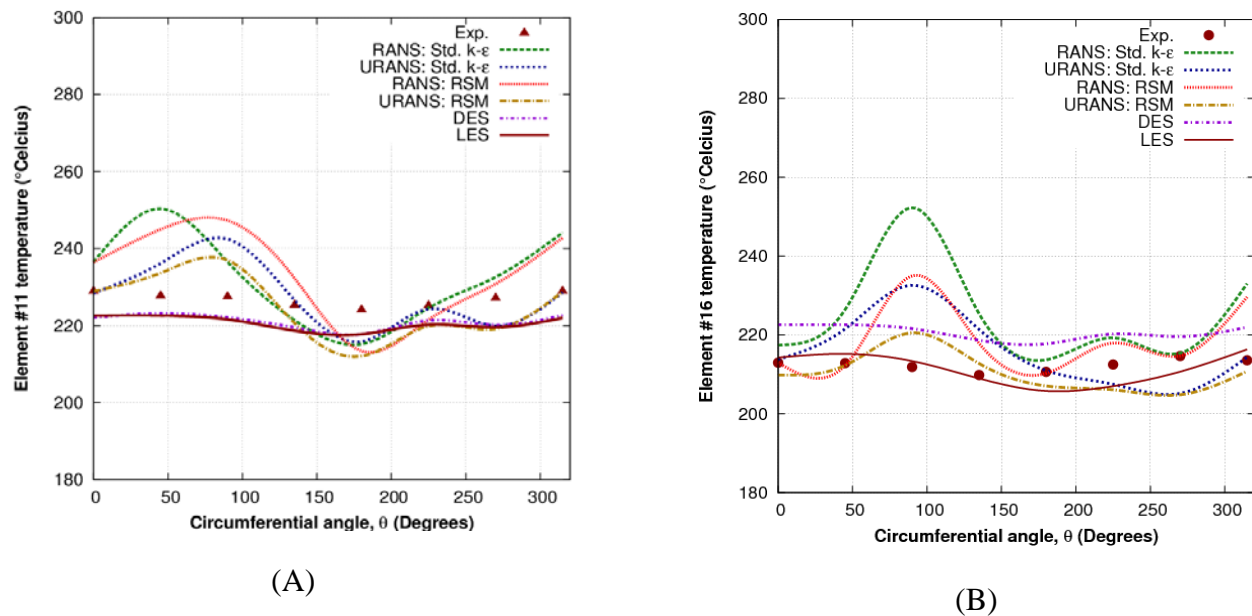 300
280
260
240
220
200
180
Element #11 temperature (°Celcius)
Exp.
RANS: Std. k-ε
URANS: Std. k-ε
RANS: RSM
URANS: RSM
DES
LES
0 50 100 150 200 250 300
Circumferential angle, θ (Degrees)
(A)
300
280
260
240
220
200
180
Element #16 temperature (°Celcius)
Exp.
RANS: Std. k-ε
URANS: Std. k-ε
RANS: RSM
URANS: RSM
DES
LES
0 50 100 150 200 250 300
Circumferential angle, θ (Degrees)
(B)